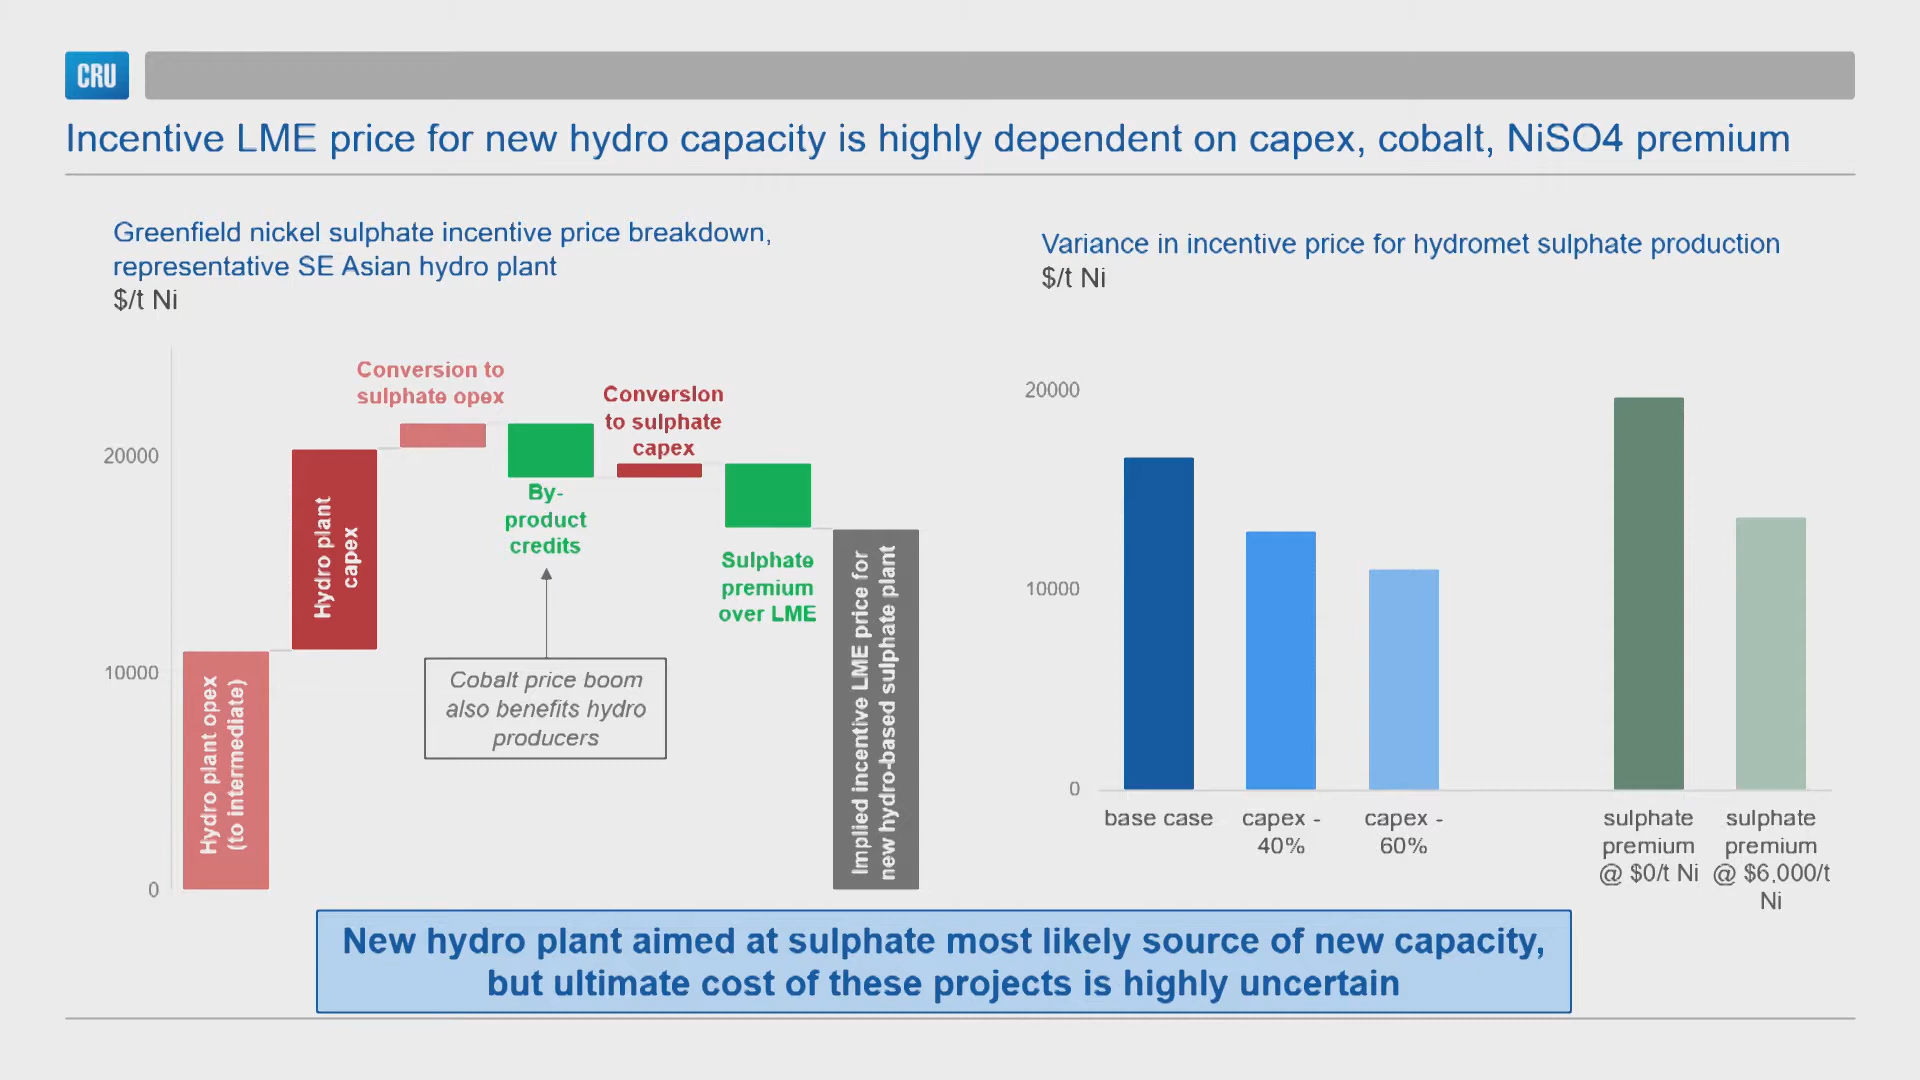 CRU
Incentive LME price for new hydro capacity is highly dependent on capex, cobalt, NiSO4 premium
Greenfield nickel sulphate incentive price breakdown,
representative SE Asian hydro plant
$/t Ni
20000
10000
0
Hydro plant opex
(to intermediate)
Hydro plant
capex
Conversion to
sulphate opex
By-
product
credits
Conversion
to sulphate
capex
Sulphate
premium
over LME
Implied incentive LME price for
new hydro-based sulphate plant
Cobalt price boom
also benefits hydro
producers
Variance in incentive price for hydromet sulphate production
$/t Ni
20000
10000
0
base case
capex -
40%
capex -
60%
sulphate
premium
@ $0/t Ni
sulphate
premium
@ $6,000/t
Ni
New hydro plant aimed at sulphate most likely source of new capacity,
but ultimate cost of these projects is highly uncertain